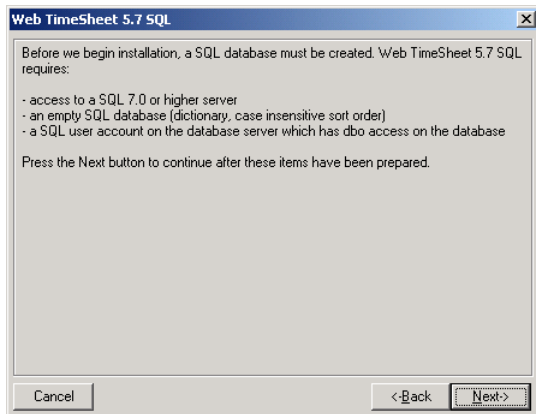 Web TimeSheet 5.7 SQL
Before we begin installation, a SQL database must be created. Web TimeSheet 5.7 SQL
requires:
- access to a SQL 7.0 or higher server
- an empty SQL database (dictionary, case insensitive sort order)
- a SQL user account on the database server which has dbo access on the database
Press the Next button to continue after these items have been prepared.
Cancel
<-Back
Next->